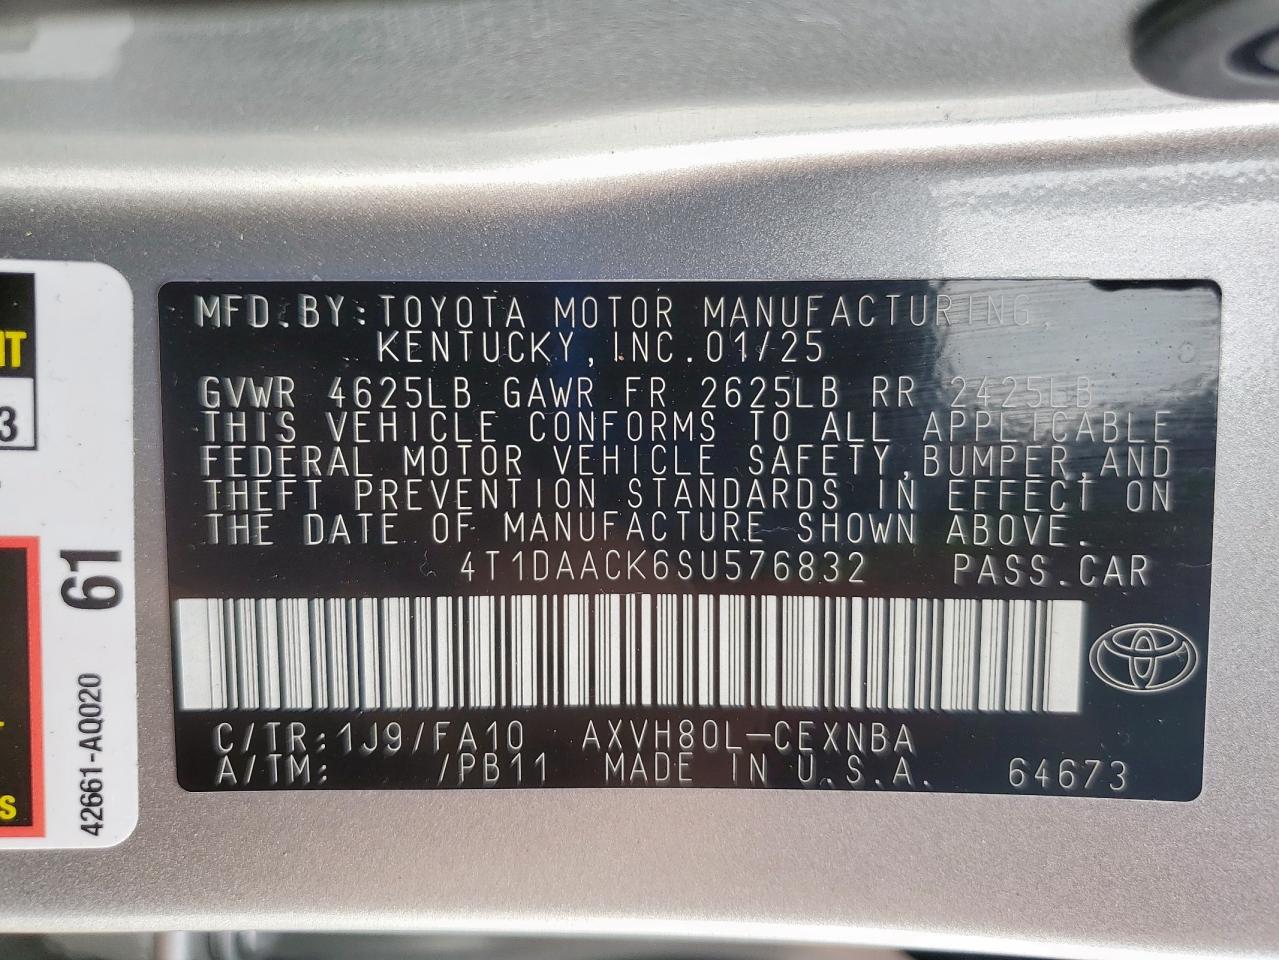 MFD.BY:TOYOTA MOTOR MANUFACTURING,
KENTUCKY,INC.01/25
GVWR 4625LB GAWR FR 2625LB RR 2425LB
THIS VEHICLE CONFORMS TO ALL APPLICABLE
FEDERAL MOTOR VEHICLE SAFETY,BUMPER,AND
THEFT PREVENTION STANDARDS IN EFFECT ON
THE DATE OF MANUFACTURE SHOWN ABOVE.
4T1DAACK6SU576832 PASS.CAR
C/TR:1J9/FA10 AXVH80L-CEXNBA
A/TM: /PB11 MADE IN U.S.A. 64673
3
61
42661-AQ020